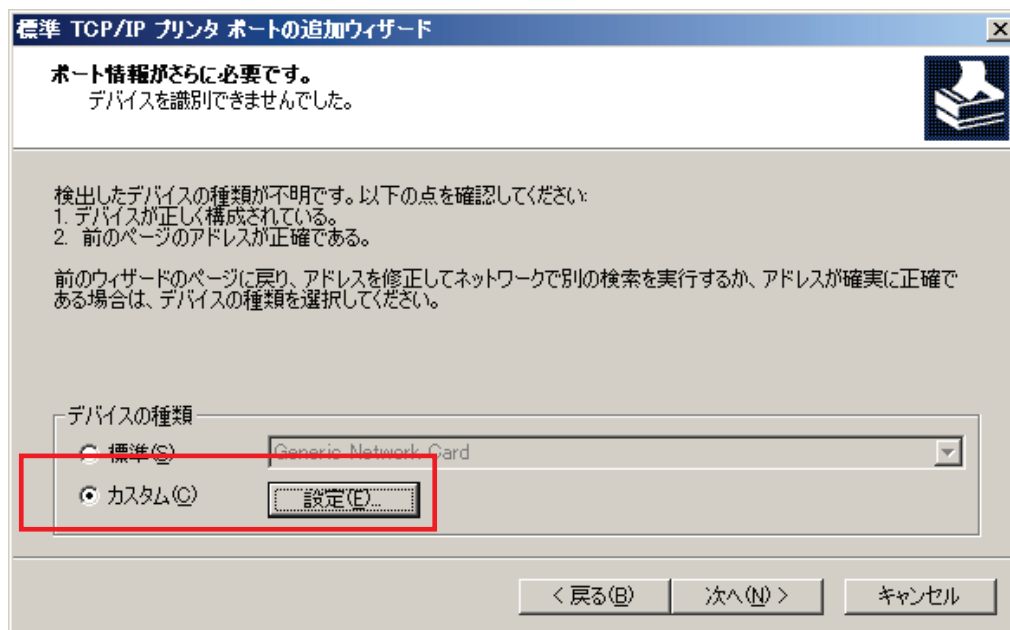 標準 TCP/IP プリンタ ポートの追加ウィザード
ポート情報がさらに必要です。
デバイスを識別できませんでした。
検出したデバイスの種類が不明です。以下の点を確認してください:
1. デバイスが正しく構成されている。
2. 前のページのアドレスが正確である。
前のウィザードのページに戻り、アドレスを修正してネットワークで別の検索を実行するか、アドレスが確実に正確で
ある場合は、デバイスの種類を選択してください。
デバイスの種類
標準(S) Generic Network Card
カスタム(C) 設定(E)...
< 戻る(B) 次へ(N) > キャンセル